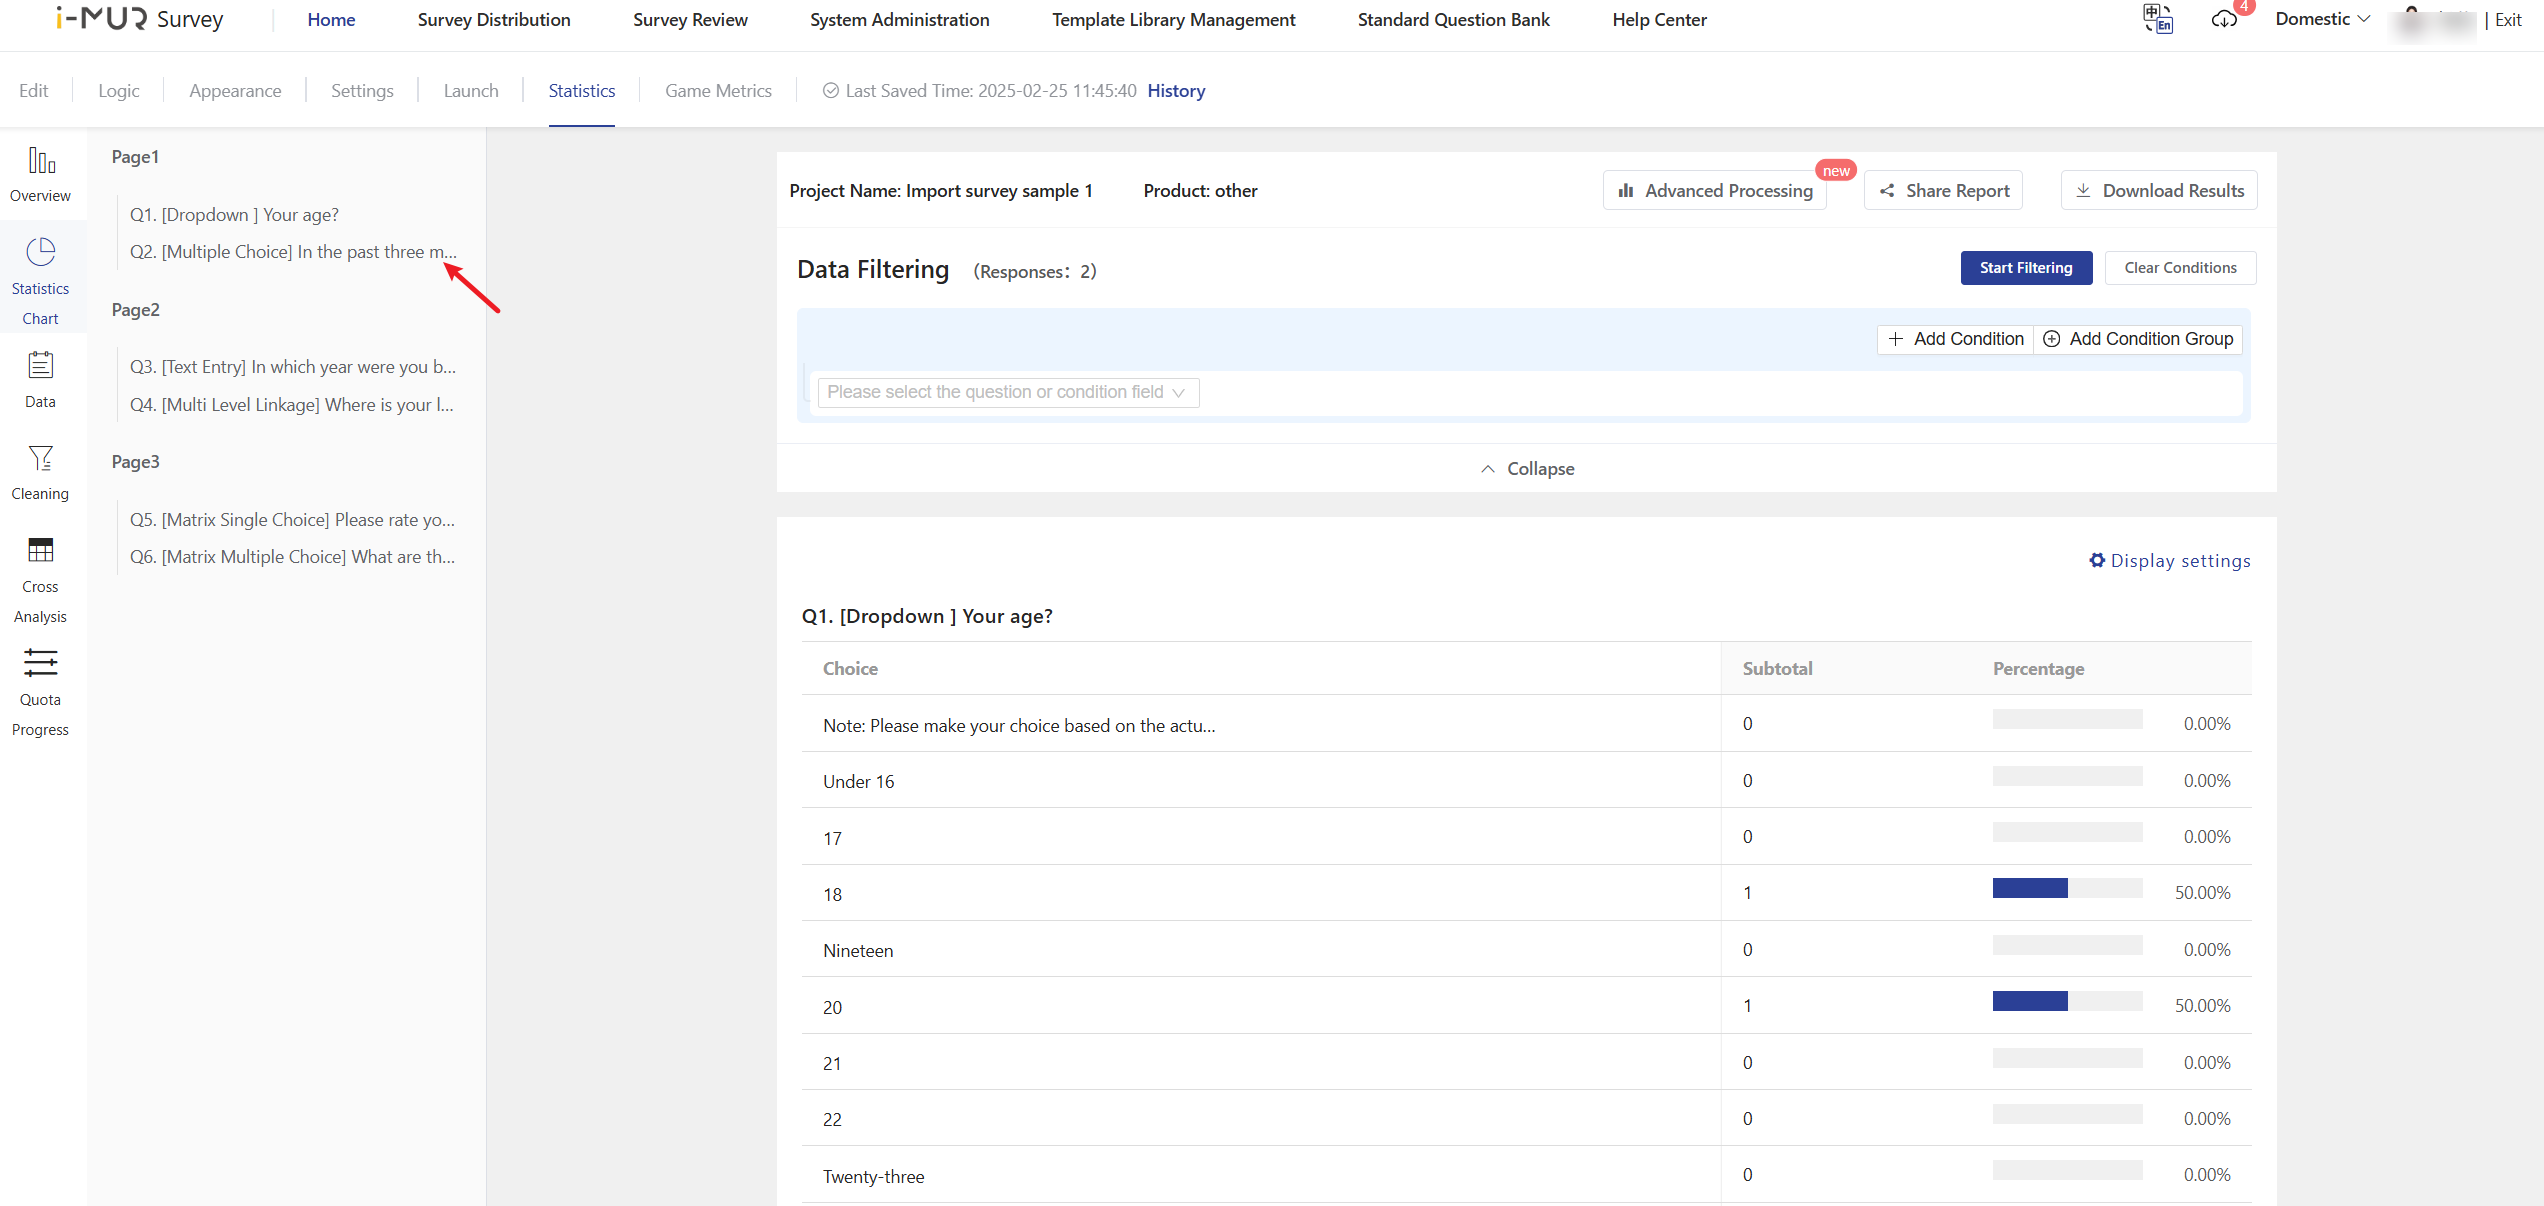 i-MUR Survey
Home
Survey Distribution
Survey Review
System Administration
Template Library Management
Standard Question Bank
Help Center
中 En
4
Domestic
| Exit
Edit
Logic
Appearance
Settings
Launch
Statistics
Game Metrics
Last Saved Time: 2025-02-25 11:45:40 History
Overview
Statistics
Chart
Data
Cleaning
Cross
Analysis
Quota
Progress
Page1
Q1. [Dropdown ] Your age?
Q2. [Multiple Choice] In the past three m...
Page2
Q3. [Text Entry] In which year were you b...
Q4. [Multi Level Linkage] Where is your l...
Page3
Q5. [Matrix Single Choice] Please rate yo...
Q6. [Matrix Multiple Choice] What are th...
Project Name: Import survey sample 1
Product: other
Advanced Processing
new
Share Report
Download Results
Data Filtering
(Responses: 2)
Start Filtering
Clear Conditions
Add Condition
Add Condition Group
Please select the question or condition field
Collapse
Display settings
Q1. [Dropdown ] Your age?
Choice Subtotal Percentage
Note: Please make your choice based on the actu... 0 0.00%
Under 16 0 0.00%
17 0 0.00%
18 1 50.00%
Nineteen 0 0.00%
20 1 50.00%
21 0 0.00%
22 0 0.00%
Twenty-three 0 0.00%